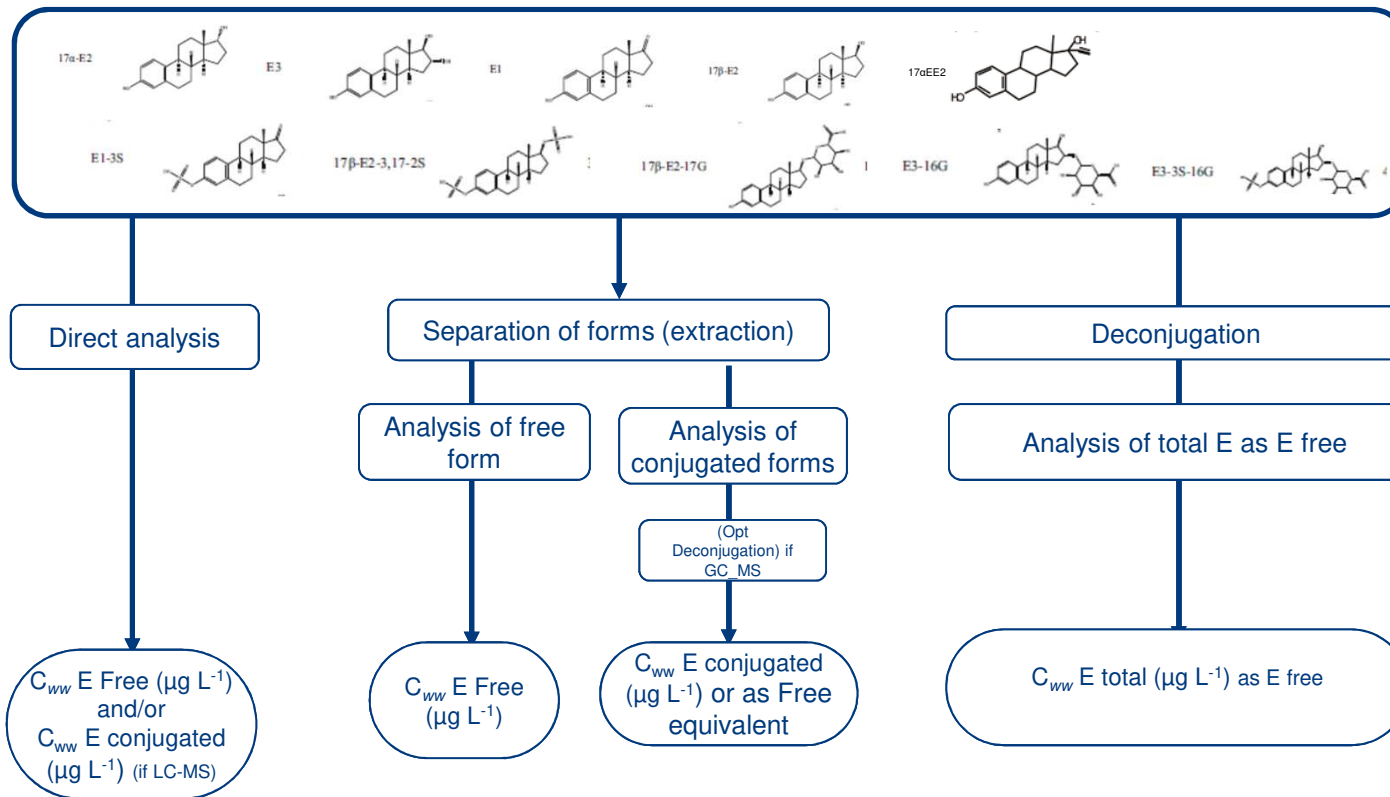 17α-E2
E3
E1
17β-E2
17αEE2
E1-3S
17β-E2-3,17-2S
17β-E2-17G
E3-16G
E3-3S-16G
Direct analysis
Separation of forms (extraction)
Deconjugation
Analysis of free
form
Analysis of
conjugated forms
Analysis of total E as E free
(Opt
Deconjugation) if
GC_MS
Cww E Free (µg L-1)
and/or
Cww E conjugated
(µg L-1) (if LC-MS)
Cww E Free
(µg L-1)
Cww E conjugated
(µg L-1) or as Free
equivalent
Cww E total (µg L-1) as E free